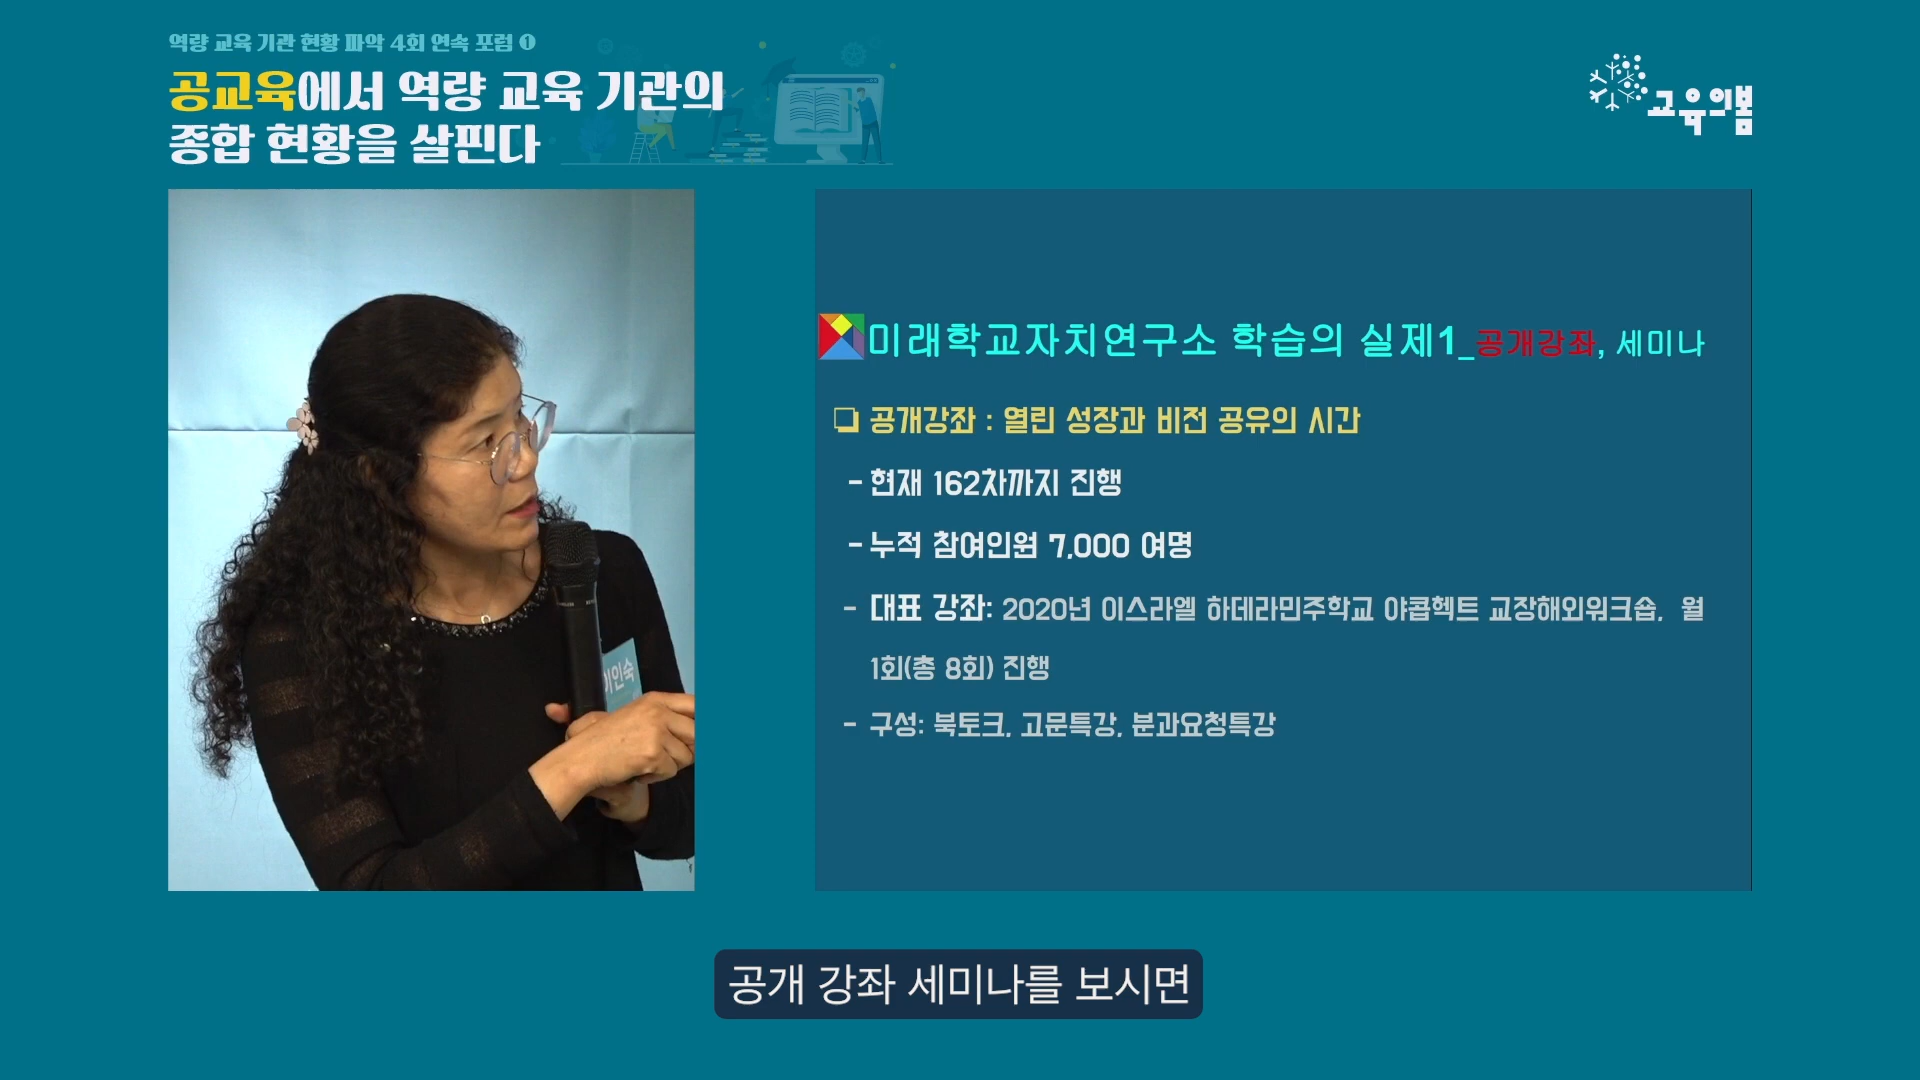 역량 교육 기관 현황 파악 4회 연속 포럼 ❶
공교육에서 역량 교육 기관의
종합 현황을 살핀다
교육의봄
미래학교자치연구소 학습의 실제1_공개강좌, 세미나
❏ 공개강좌 : 열린 성장과 비전 공유의 시간
- 현재 162차까지 진행
- 누적 참여인원 7,000 여명
- 대표 강좌: 2020년 이스라엘 하데라민주학교 야콥헥트 교장해외워크숍, 월
1회(총 8회) 진행
- 구성: 북토크, 고문특강, 분과요청특강
이인숙
공개 강좌 세미나를 보시면